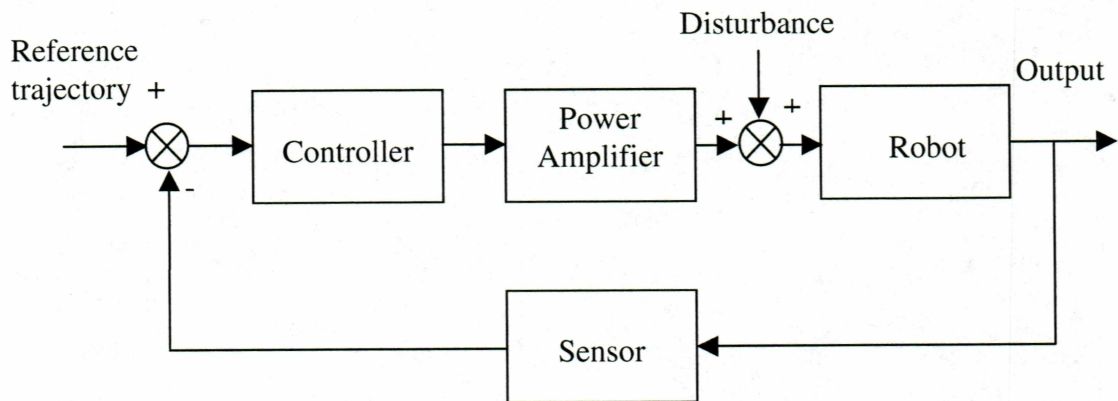 Disturbance
Reference
trajectory +
Output
+ +
Power
Amplifier
Controller
Robot
-
Sensor